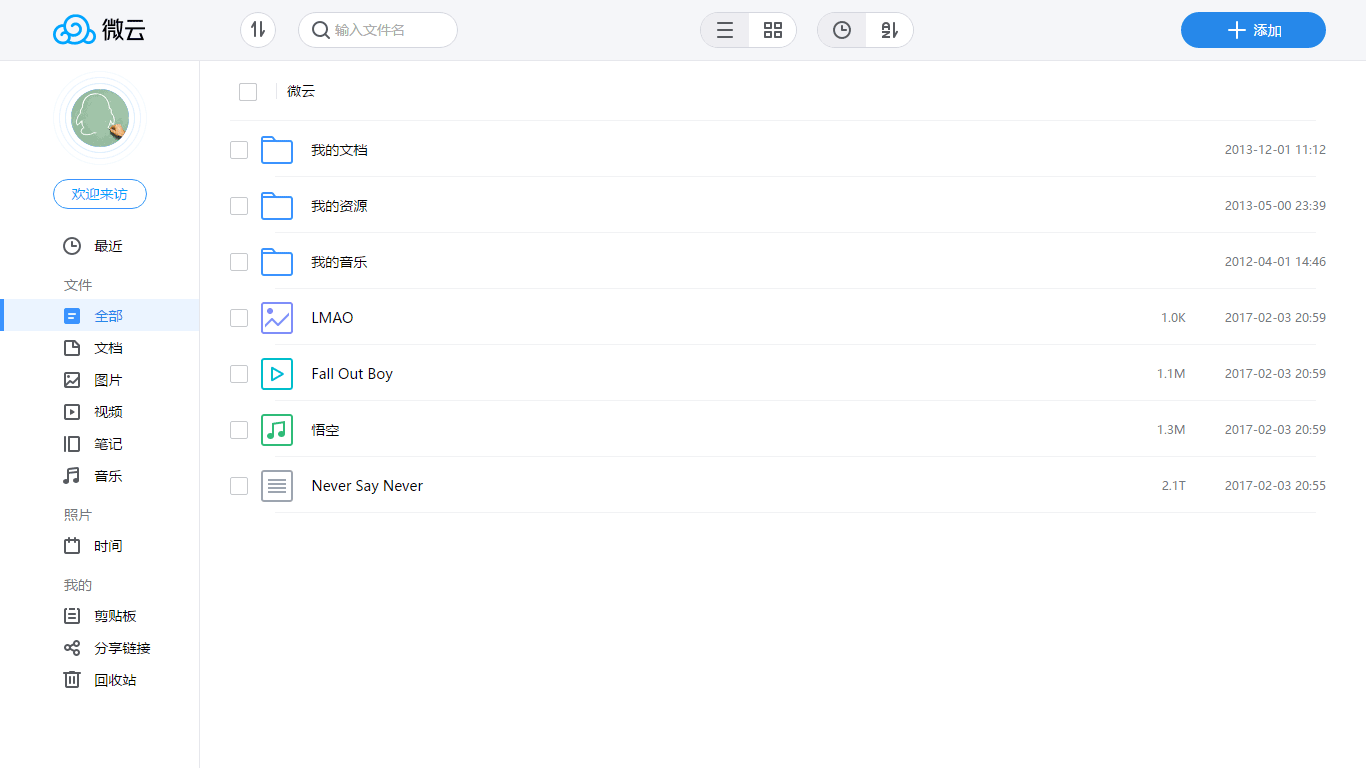 微云
输入文件名
添加
欢迎来访
最近
文件
全部
文档
图片
视频
笔记
音乐
照片
时间
我的
剪贴板
分享链接
回收站
微云
我的文档 2013-12-01 11:12
我的资源 2013-05-00 23:39
我的音乐 2012-04-01 14:46
LMAO 1.0K 2017-02-03 20:59
Fall Out Boy 1.1M 2017-02-03 20:59
悟空 1.3M 2017-02-03 20:59
Never Say Never 2.1T 2017-02-03 20:55